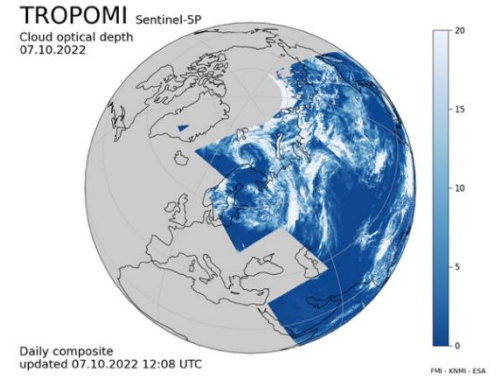 TROPOMI Sentinel-5P
Cloud optical depth
07.10.2022
20
15
10
5
0
Daily composite
updated 07.10.2022 12:08 UTC
FMI - KNMI - ESA